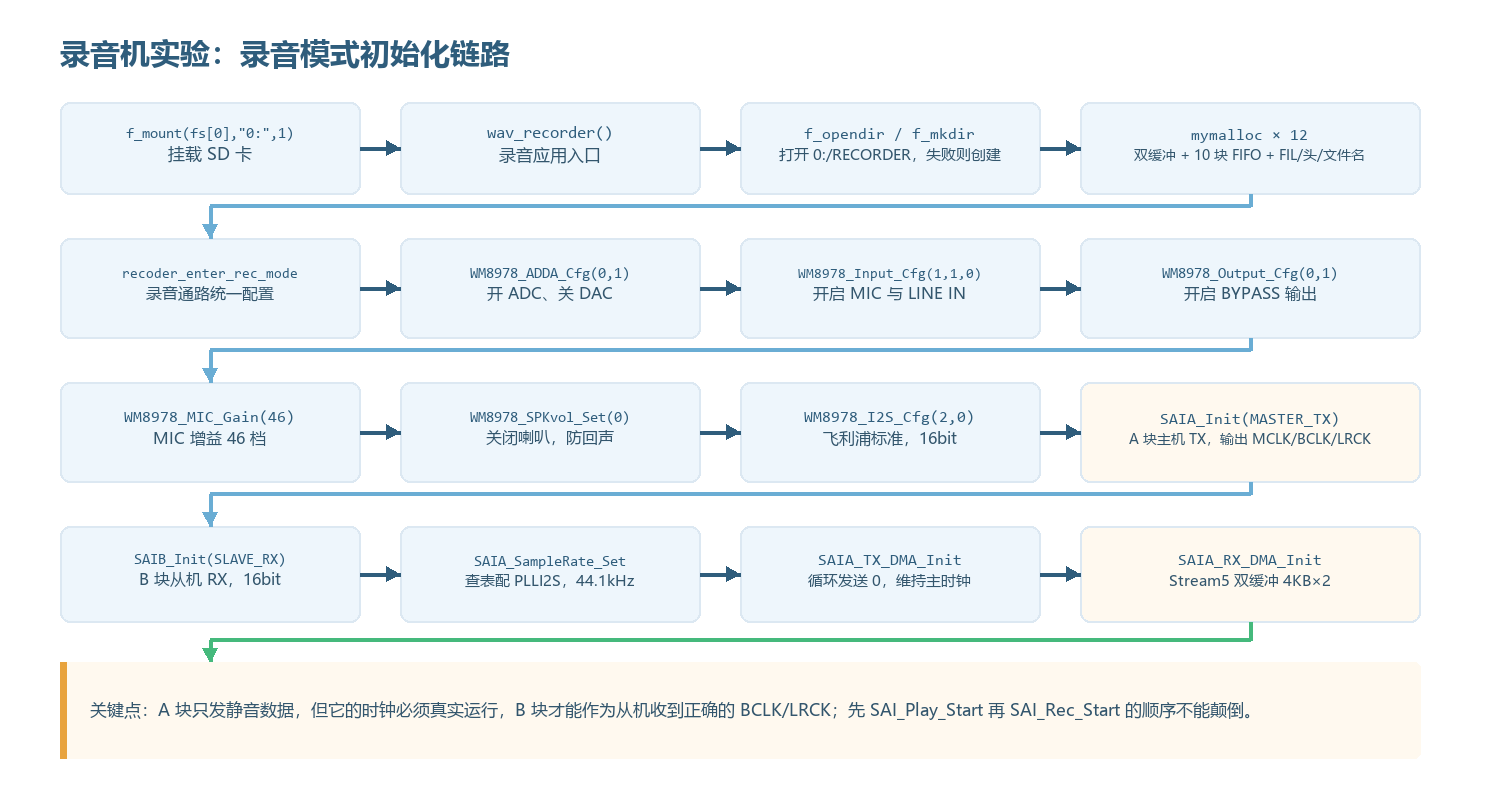 录音机实验：录音模式初始化链路
f_mount(fs[0],"0:",1)
挂载 SD 卡
wav_recorder()
录音应用入口
f_opendir / f_mkdir
打开 0:/RECORDER，失败则创建
mymalloc × 12
双缓冲 + 10 块 FIFO + FIL/头/文件名
recoder_enter_rec_mode
录音通路统一配置
WM8978_ADDA_Cfg(0,1)
开 ADC、关 DAC
WM8978_Input_Cfg(1,1,0)
开启 MIC 与 LINE IN
WM8978_Output_Cfg(0,1)
开启 BYPASS 输出
WM8978_MIC_Gain(46)
MIC 增益 46 档
WM8978_SPKvol_Set(0)
关闭喇叭，防回声
WM8978_I2S_Cfg(2,0)
飞利浦标准，16bit
SAIA_Init(MASTER_TX)
A 块主机 TX，输出 MCLK/BCLK/LRCK
SAIB_Init(SLAVE_RX)
B 块从机 RX，16bit
SAIA_SampleRate_Set
查表配 PLLI2S，44.1kHz
SAIA_TX_DMA_Init
循环发送 0，维持主时钟
SAIA_RX_DMA_Init
Stream5 双缓冲 4KB×2
关键点：A 块只发静音数据，但它的时钟必须真实运行，B 块才能作为从机收到正确的 BCLK/LRCK；先 SAI_Play_Start 再 SAI_Rec_Start 的顺序不能颠倒。